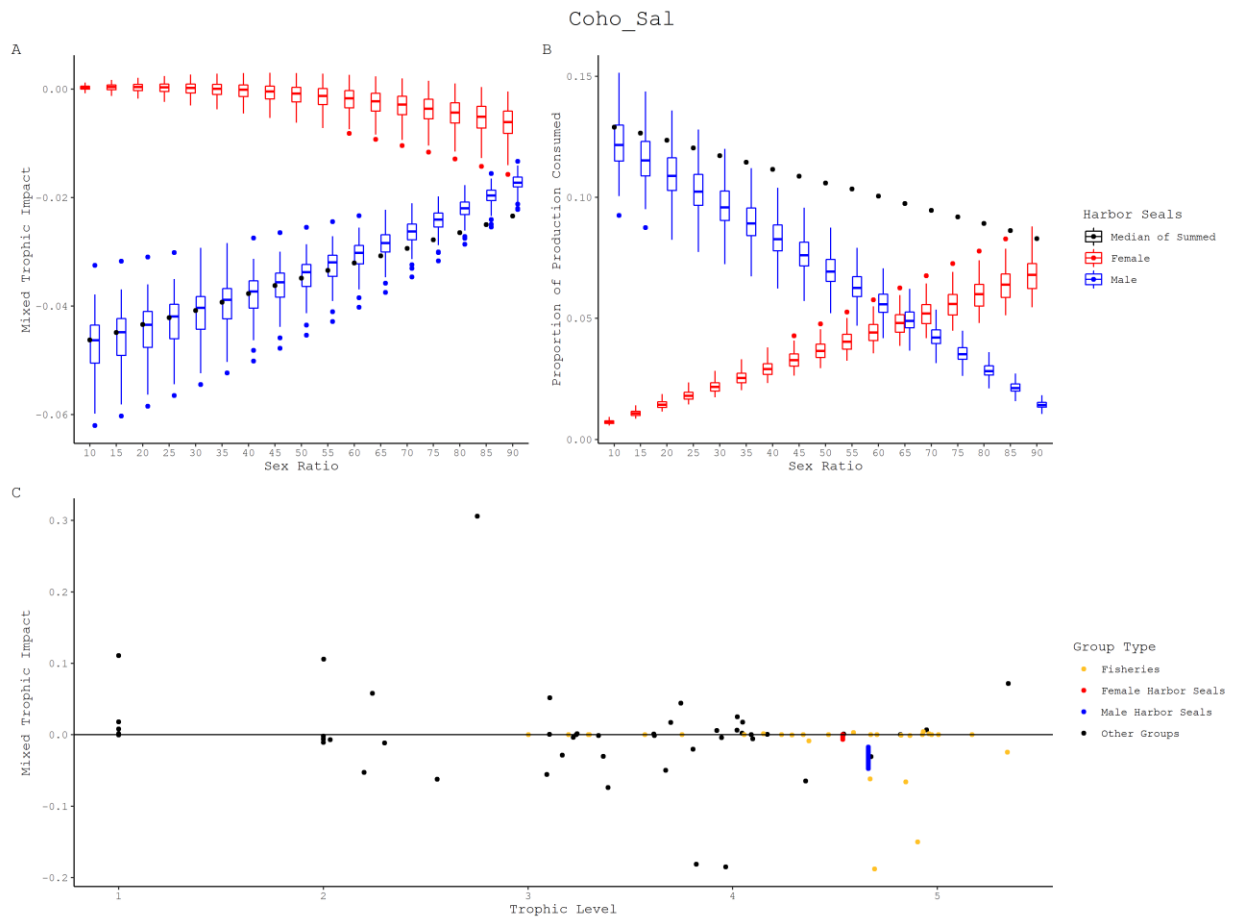 Coho_Sal
A
Mixed Trophic Impact
0.00
-0.02
-0.04
-0.06
10 15 20 25 30 35 40 45 50 55 60 65 70 75 80 85 90
Sex Ratio
B
Proportion of Production Consumed
0.15
0.10
0.05
0.00
10 15 20 25 30 35 40 45 50 55 60 65 70 75 80 85 90
Sex Ratio
Harbor Seals
Median of Summed
Female
Male
C
Mixed Trophic Impact
0.3
0.2
0.1
0.0
-0.1
-0.2
1 2 3 4 5
Trophic Level
Group Type
Fisheries
Female Harbor Seals
Male Harbor Seals
Other Groups